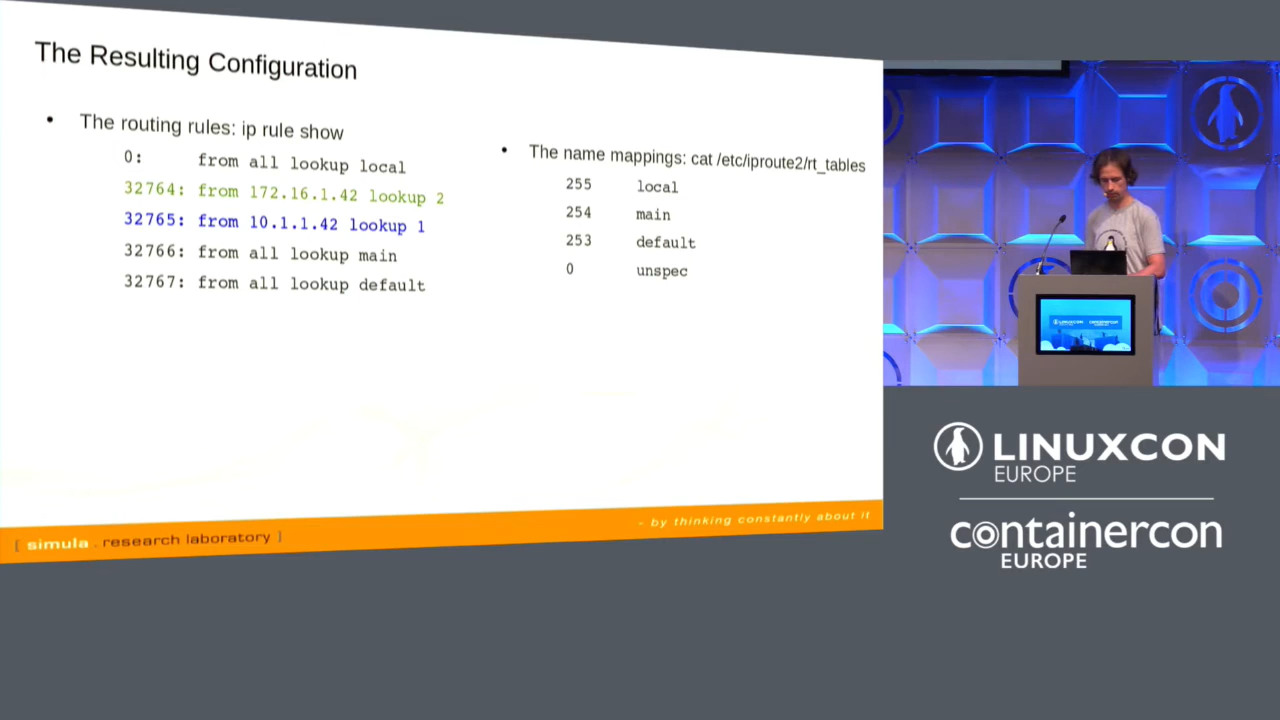 The Resulting Configuration
• The routing rules: ip rule show
0: from all lookup local
32764: from 172.16.1.42 lookup 2
32765: from 10.1.1.42 lookup 1
32766: from all lookup main
32767: from all lookup default
• The name mappings: cat /etc/iproute2/rt_tables
255 local
254 main
253 default
0 unspec
[ simula . research laboratory ]
– by thinking constantly about it
LINUXCON
containercon
LINUXCON
EUROPE
containercon
EUROPE